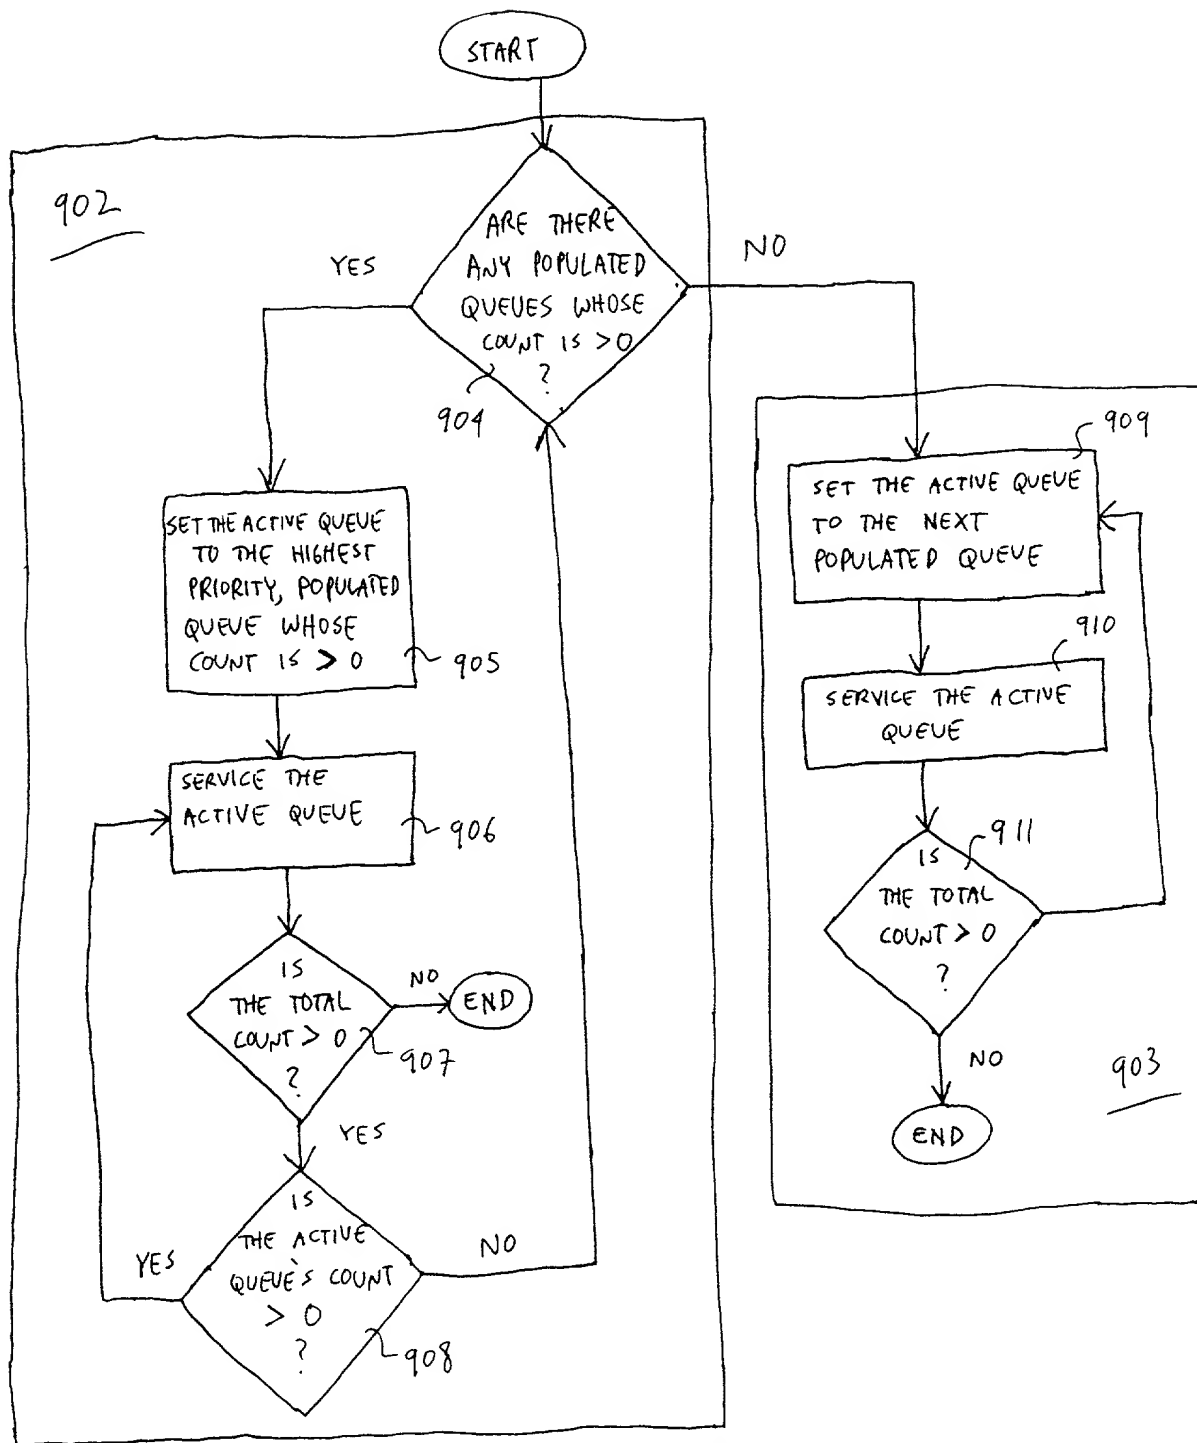 START
902
ARE THERE
ANY POPULATED
QUEUES WHOSE
COUNT IS > 0
?
904
YES
NO
SET THE ACTIVE QUEUE
TO THE HIGHEST
PRIORITY, POPULATED
QUEUE WHOSE
COUNT IS > 0
905
SERVICE THE
ACTIVE QUEUE
906
IS
THE TOTAL
COUNT > 0
?
907
NO
END
YES
IS
THE ACTIVE
QUEUE'S COUNT
> 0
?
908
YES
NO
909
SET THE ACTIVE QUEUE
TO THE NEXT
POPULATED QUEUE
910
SERVICE THE ACTIVE
QUEUE
911
IS
THE TOTAL
COUNT > 0
?
NO
END
903